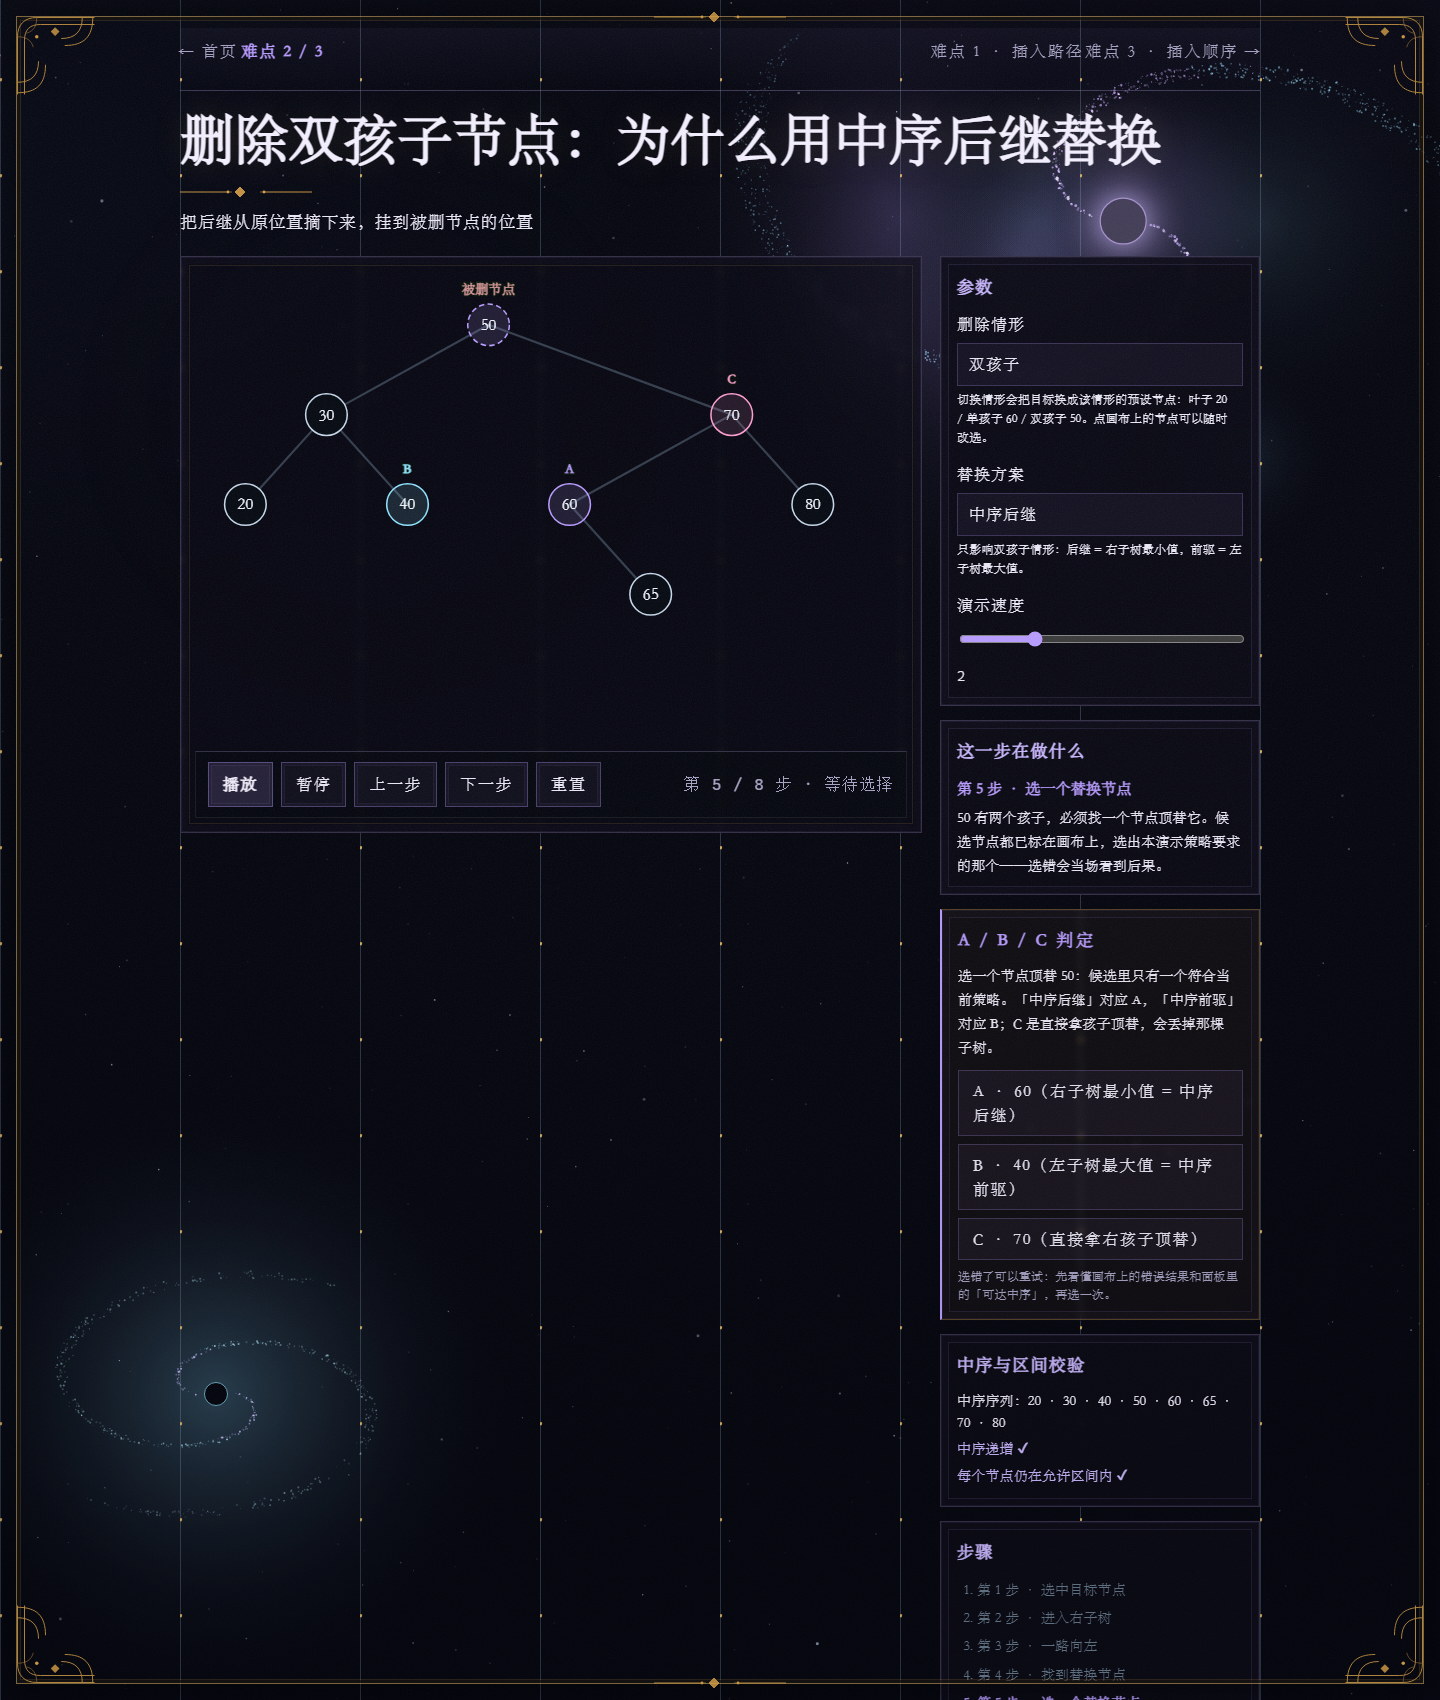 ← 首页 难点 2 / 3
难点 1 · 插入路径 难点 3 · 插入顺序 →
删除双孩子节点：为什么用中序后继替换
把后继从原位置摘下来，挂到被删节点的位置
被删节点
50
C
30
70
B
A
20
40
60
80
65
播放
暂停
上一步
下一步
重置
第 5 / 8 步 · 等待选择
参数
删除情形
双孩子
切换情形会把目标换成该情形的预设节点：叶子 20
/ 单孩子 60 / 双孩子 50。点画布上的节点可以随时
改选。
替换方案
中序后继
只影响双孩子情形：后继 = 右子树最小值，前驱 = 左
子树最大值。
演示速度
2
这一步在做什么
第 5 步 · 选一个替换节点
50 有两个孩子，必须找一个节点顶替它。候
选节点都已标在画布上，选出本演示策略要求
的那个——选错会当场看到后果。
A / B / C 判定
选一个节点顶替 50：候选里只有一个符合当
前策略。「中序后继」对应 A，「中序前驱」
对应 B；C 是直接拿孩子顶替，会丢掉那棵
子树。
A · 60（右子树最小值 = 中序
后继）
B · 40（左子树最大值 = 中序
前驱）
C · 70（直接拿右孩子顶替）
选错了可以重试：先看懂画布上的错误结果和面板里
的「可达中序」，再选一次。
中序与区间校验
中序序列：20 · 30 · 40 · 50 · 60 · 65 ·
70 · 80
中序递增 ✓
每个节点仍在允许区间内 ✓
步骤
1. 第 1 步 · 选中目标节点
2. 第 2 步 · 进入右子树
3. 第 3 步 · 一路向左
4. 第 4 步 · 找到替换节点
5. 第 5 步 · 选一个替换节点